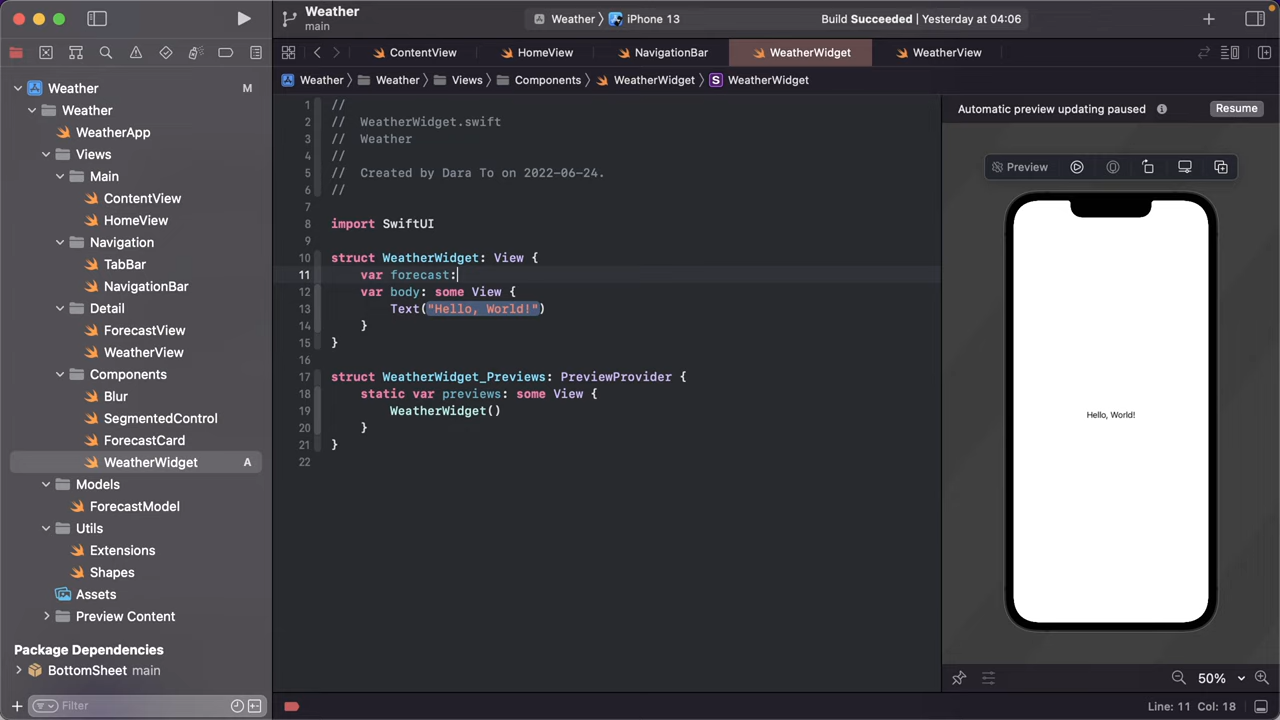 Weather
main
Weather
iPhone 13
Build Succeeded | Yesterday at 04:06
ContentView
HomeView
NavigationBar
WeatherWidget
WeatherView
Weather
Weather
Views
Components
WeatherWidget
S
WeatherWidget
Weather
M
Weather
WeatherApp
Views
Main
ContentView
HomeView
Navigation
TabBar
NavigationBar
Detail
ForecastView
WeatherView
Components
Blur
SegmentedControl
ForecastCard
WeatherWidget
A
Models
ForecastModel
Utils
Extensions
Shapes
Assets
Preview Content
Package Dependencies
BottomSheet main
Filter
1 //
2 // WeatherWidget.swift
3 // Weather
4 //
5 // Created by Dara To on 2022-06-24.
6 //
7
8 import SwiftUI
9
10 struct WeatherWidget: View {
11 var forecast:
12 var body: some View {
13 Text("Hello, World!")
14 }
15 }
16
17 struct WeatherWidget_Previews: PreviewProvider {
18 static var previews: some View {
19 WeatherWidget()
20 }
21 }
22
Automatic preview updating paused
Resume
Preview
Hello, World!
50%
Line: 11 Col: 18